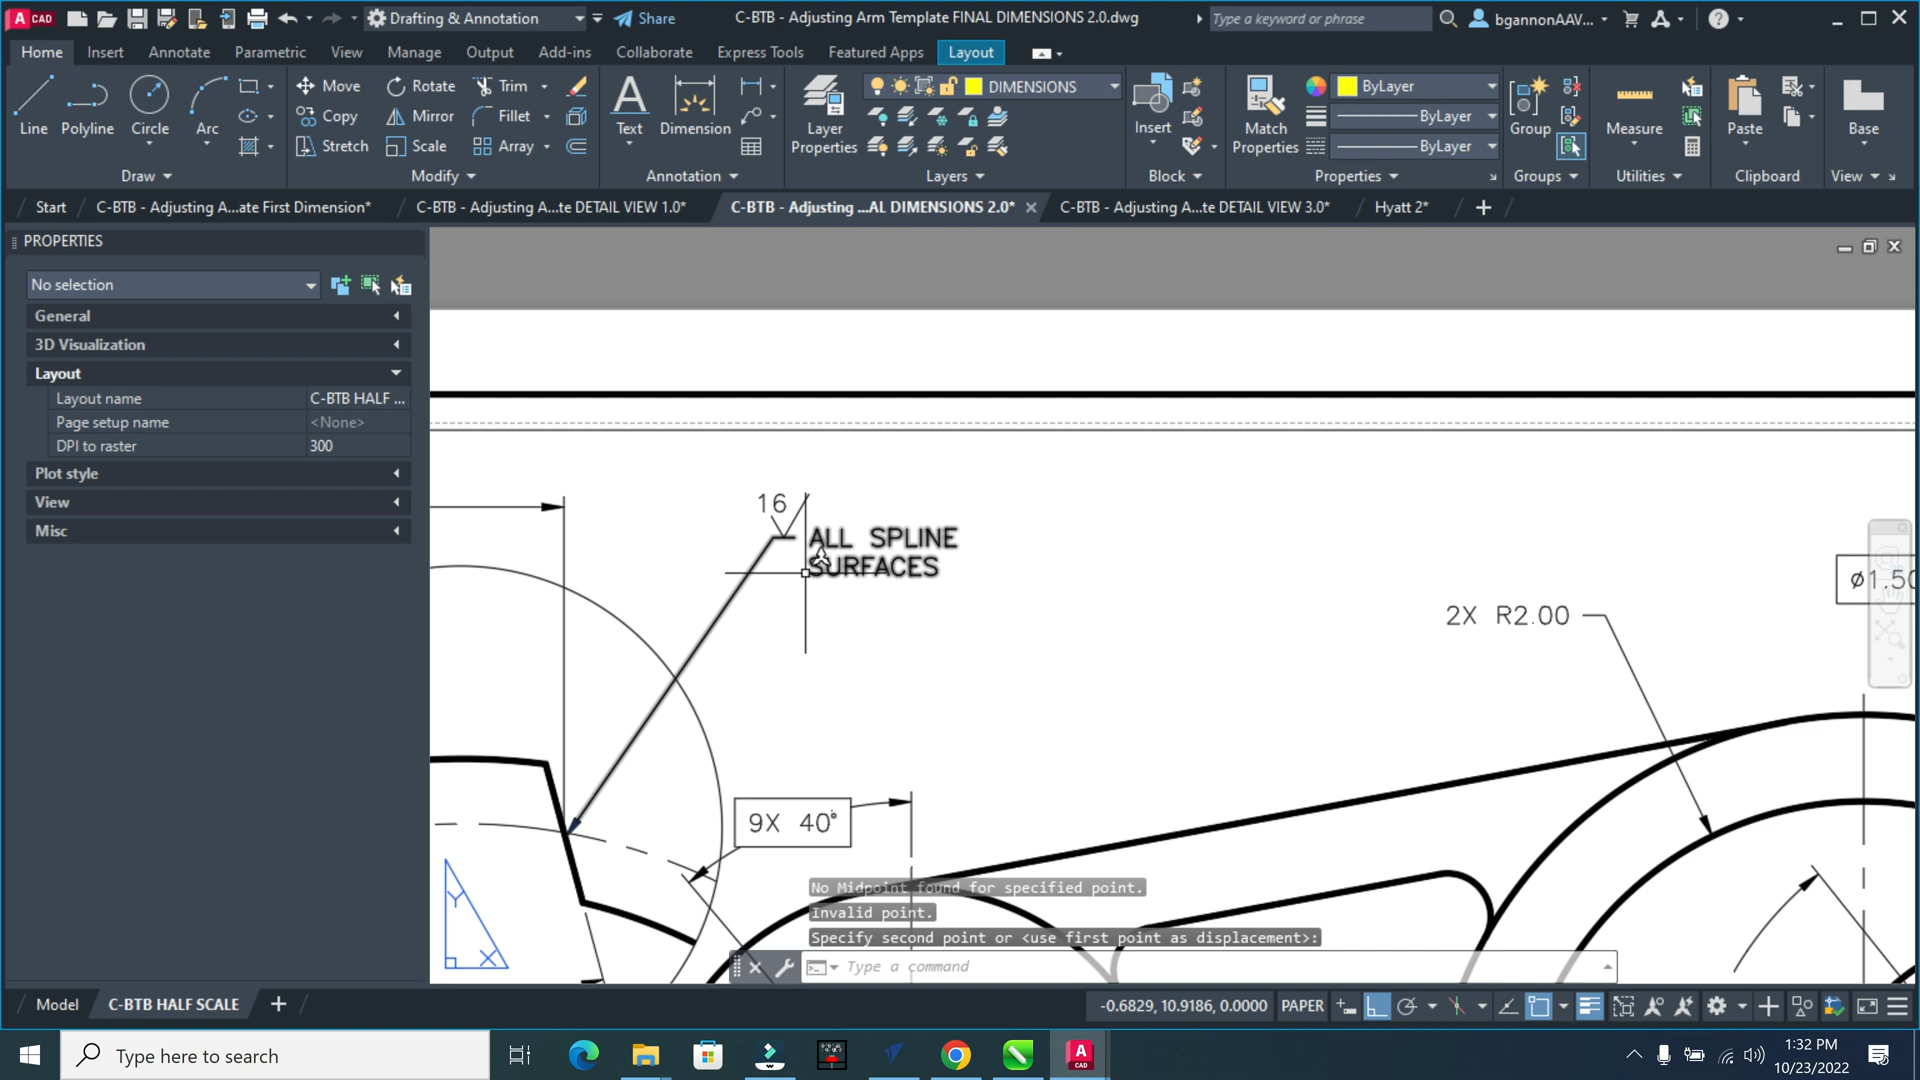 A CAD
Drafting & Annotation
Share
C-BTB - Adjusting Arm Template FINAL DIMENSIONS 2.0.dwg
Type a keyword or phrase
bgannonAAV...
Home Insert Annotate Parametric View Manage Output Add-ins Collaborate Express Tools Featured Apps Layout
Line
Polyline
Circle
Arc
Draw
Move
Copy
Stretch
Rotate
Mirror
Scale
Trim
Fillet
Array
Modify
Text
Dimension
Annotation
Layer
Properties
DIMENSIONS
Layers
Insert
Block
Match
Properties
ByLayer
ByLayer
ByLayer
Properties
Group
Groups
Measure
Utilities
Paste
Clipboard
Base
View
Start
C-BTB - Adjusting A...ate First Dimension*
C-BTB - Adjusting A...te DETAIL VIEW 1.0*
C-BTB - Adjusting ...AL DIMENSIONS 2.0*
C-BTB - Adjusting A...te DETAIL VIEW 3.0*
Hyatt 2*
PROPERTIES
No selection
General
3D Visualization
Layout
Layout name C-BTB HALF ...
Page setup name <None>
DPI to raster 300
Plot style
View
Misc
16
ALL SPLINE
SURFACES
2X R2.00
ø1.50
9X 40°
Y
X
No Midpoint found for specified point.
Invalid point.
Specify second point or <use first point as displacement>:
Type a command
Model
C-BTB HALF SCALE
-0.6829, 10.9186, 0.0000
PAPER
Type here to search
A CAD
1:32 PM
10/23/2022